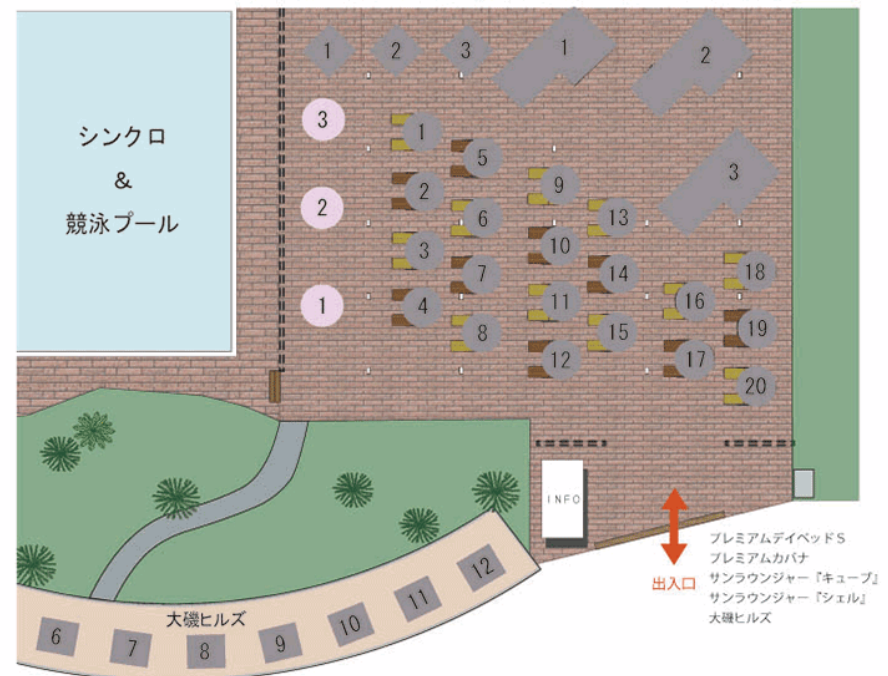 1 2 3 1 2
3 1
5
シンクロ
&
競泳プール
2 2 9 3
6 13
3 10
7 14 18
1 4 11 16
8 15 19
12 17
20
INFO
出入口
プレミアムデイベッドS
プレミアムカバナ
サンラウンジャー『キューブ』
サンラウンジャー『シェル』
大磯ヒルズ
大磯ヒルズ
6 7 8 9 10 11 12